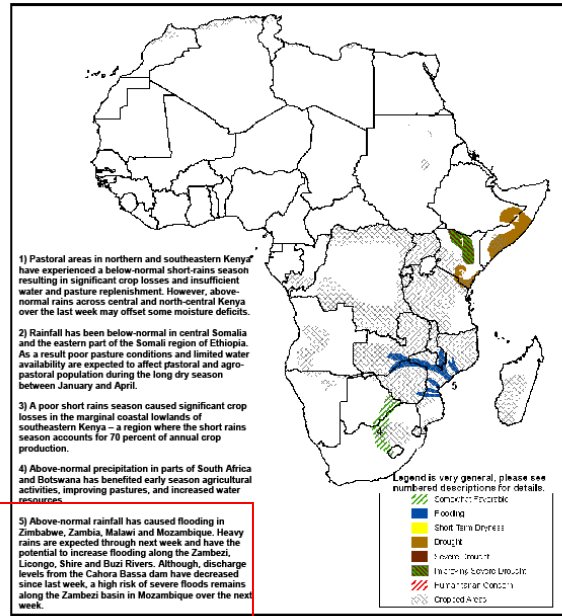 1) Pastoral areas in northern and southeastern Kenya
have experienced a below-normal short-rains season
resulting in significant crop losses and insufficient
water and pasture replenishment. However, above-
normal rains across central and north-central Kenya
over the last week may offset some moisture deficits.
2) Rainfall has been below-normal in central Somalia
and the eastern part of the Somali region of Ethiopia.
As a result poor pasture conditions and limited water
availability are expected to affect pastoral and agro-
pastoral population during the long dry season
between January and April.
3) A poor short rains season caused significant crop
losses in the marginal coastal lowlands of
southeastern Kenya – a region where the short rains
season accounts for 70 percent of annual crop
production.
4) Above-normal precipitation in parts of South Africa
and Botswana has benefited early season agricultural
activities, improving pastures, and increased water
resources.
5) Above-normal rainfall has caused flooding in
Zimbabwe, Zambia, Malawi and Mozambique. Heavy
rains are expected through next week and have the
potential to increase flooding along the Zambezi,
Licongo, Shire and Buzi Rivers. Although, discharge
levels from the Cahora Bassa dam have decreased
since last week, a high risk of severe floods remains
along the Zambezi basin in Mozambique over the next
week.
1
5
4
Legend is very general, please see
numbered descriptions for details.
Somewhat Favorable
Flooding
Short Term Dryness
Drought
Severe Drought
Improving Severe Drought
Humanitarian Concern
Cropped Areas